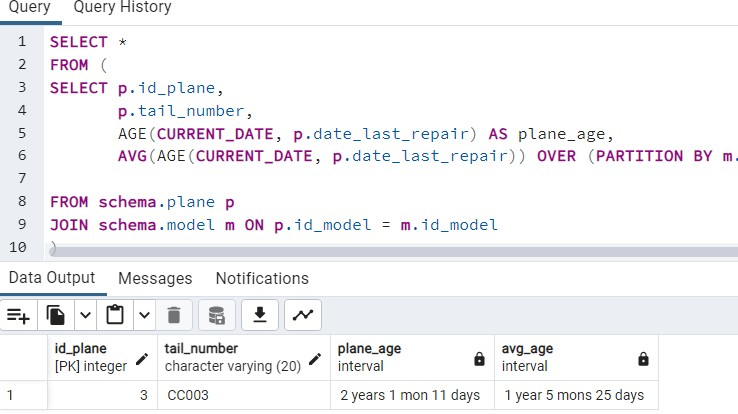 Query Query History
1 SELECT *
2 FROM (
3 SELECT p.id_plane,
4 p.tail_number,
5 AGE(CURRENT_DATE, p.date_last_repair) AS plane_age,
6 AVG(AGE(CURRENT_DATE, p.date_last_repair)) OVER (PARTITION BY m.
7
8 FROM schema.plane p
9 JOIN schema.model m ON p.id_model = m.id_model
10 )
Data Output Messages Notifications
id_plane tail_number plane_age avg_age
[PK] integer character varying (20) interval interval
1 3 CC003 2 years 1 mon 11 days 1 year 5 mons 25 days